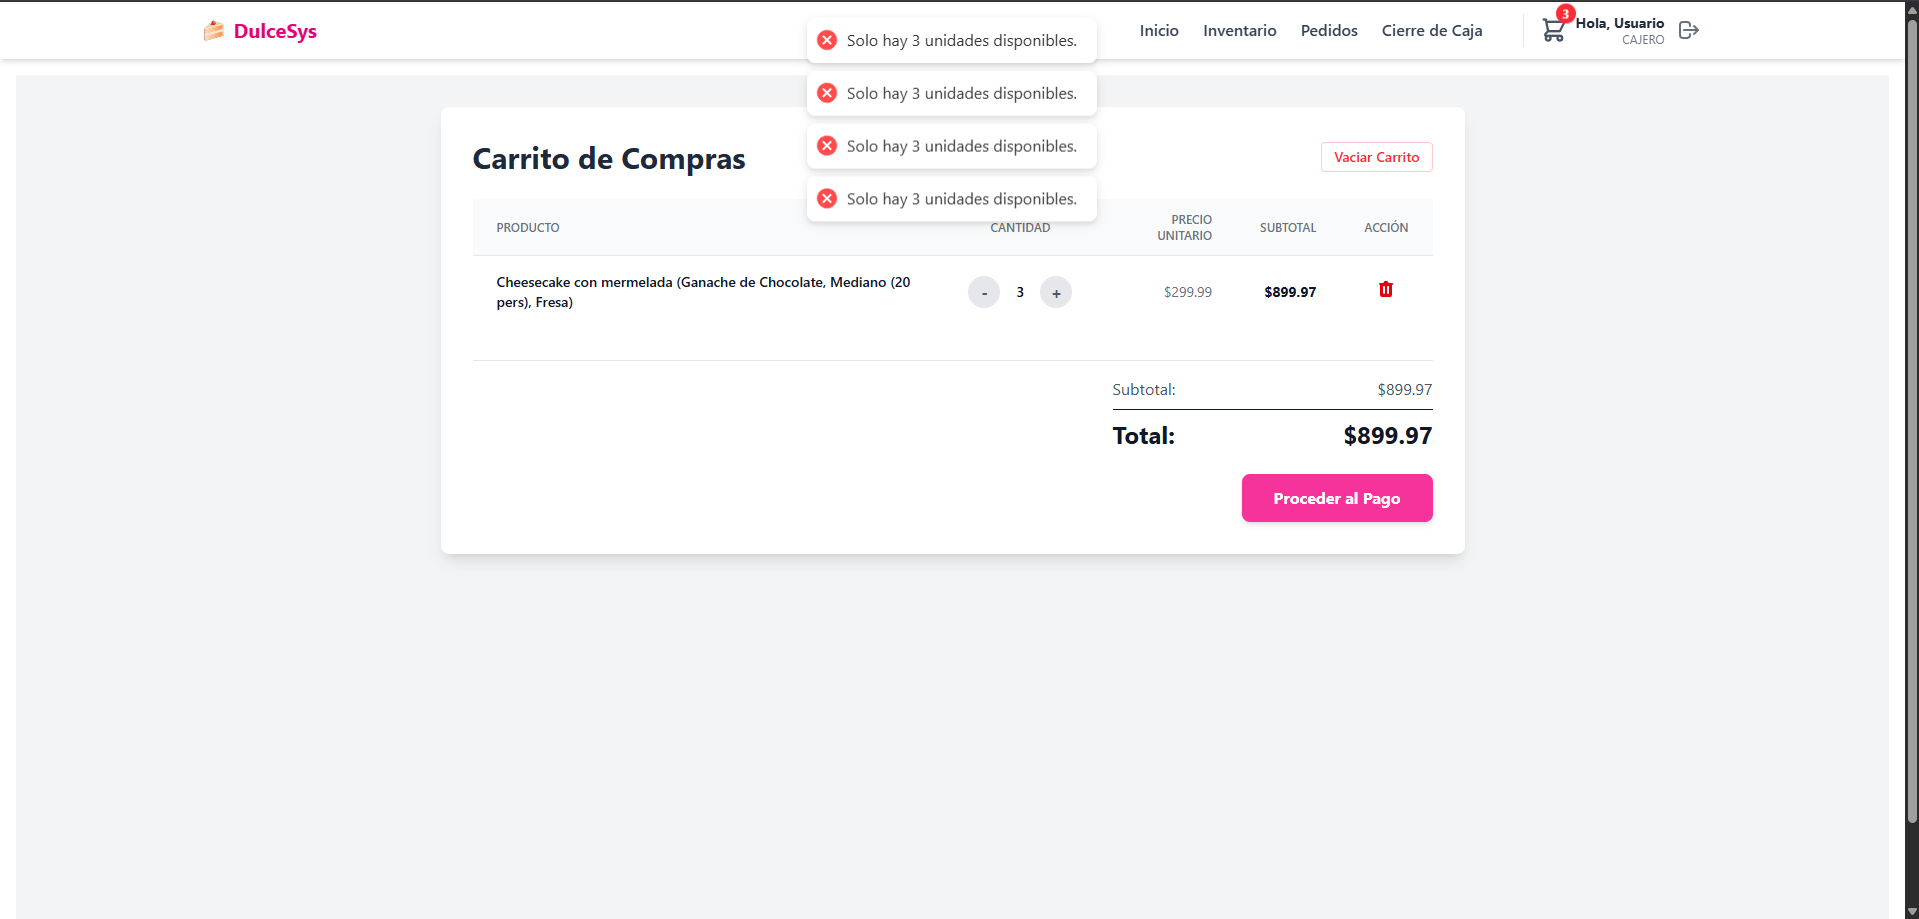 DulceSys
Inicio
Inventario
Pedidos
Cierre de Caja
3
Hola, Usuario
CAJERO
Solo hay 3 unidades disponibles.
Solo hay 3 unidades disponibles.
Solo hay 3 unidades disponibles.
Solo hay 3 unidades disponibles.
Carrito de Compras
Vaciar Carrito
PRODUCTO
CANTIDAD
PRECIO
UNITARIO
SUBTOTAL
ACCIÓN
Cheesecake con mermelada (Ganache de Chocolate, Mediano (20
pers), Fresa)
- 3 +
$299.99
$899.97
Subtotal: $899.97
Total: $899.97
Proceder al Pago